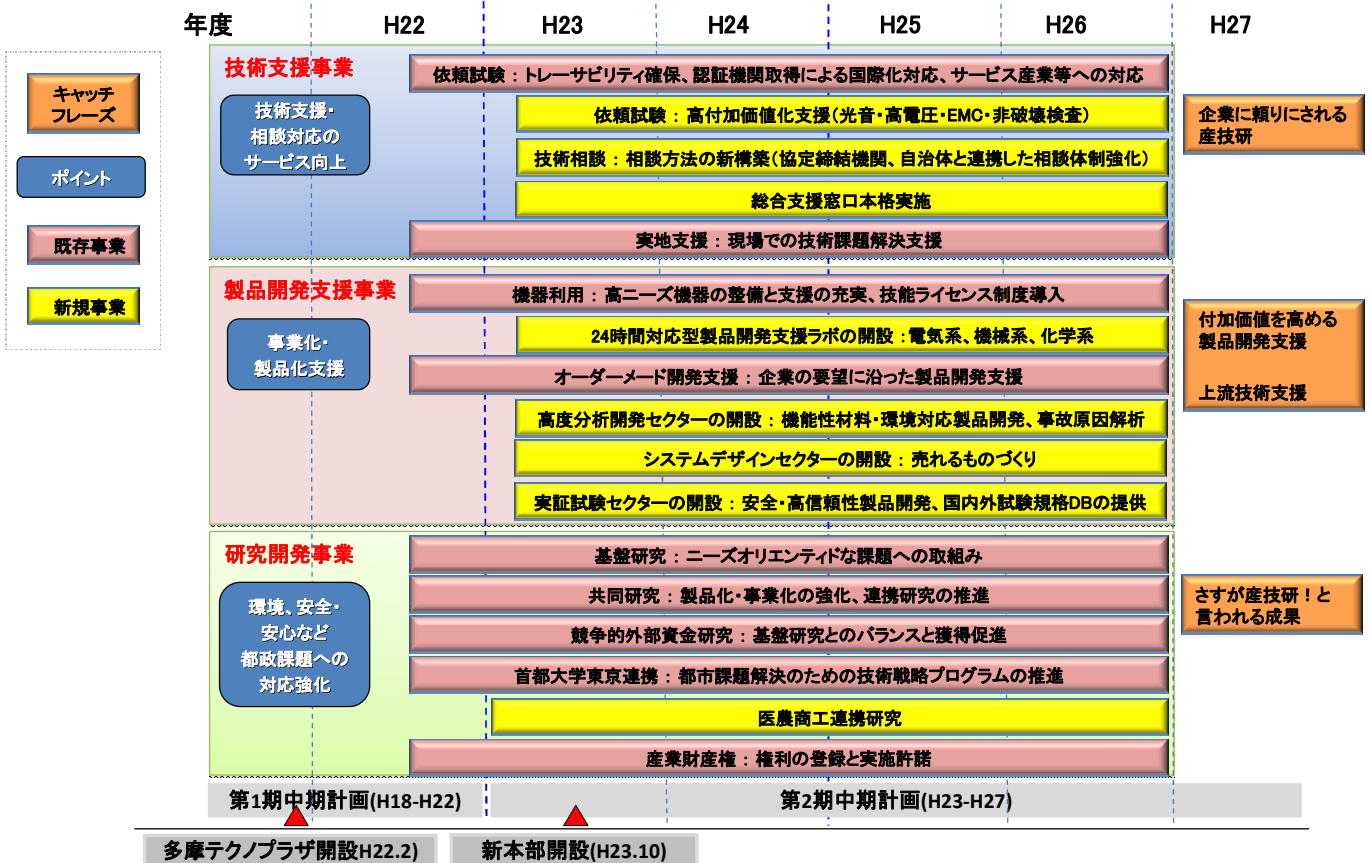 年度 H22 H23 H24 H25 H26 H27
キャッチ
フレーズ
ポイント
既存事業
新規事業
技術支援事業
技術支援・
相談対応の
サービス向上
依頼試験：トレーサビリティ確保、認証機関取得による国際化対応、サービス産業等への対応
依頼試験：高付加価値化支援（光音・高電圧・EMC・非破壊検査）
技術相談：相談方法の新構築（協定締結機関、自治体と連携した相談体制強化）
総合支援窓口本格実施
実地支援：現場での技術課題解決支援
企業に頼りにされる
産技研
製品開発支援事業
事業化・
製品化支援
機器利用：高ニーズ機器の整備と支援の充実、技能ライセンス制度導入
24時間対応型製品開発支援ラボの開設：電気系、機械系、化学系
オーダーメード開発支援：企業の要望に沿った製品開発支援
高度分析開発セクターの開設：機能性材料・環境対応製品開発、事故原因解析
システムデザインセクターの開設：売れるものづくり
実証試験セクターの開設：安全・高信頼性製品開発、国内外試験規格DBの提供
付加価値を高める
製品開発支援
上流技術支援
研究開発事業
環境、安全・
安心など
都政課題への
対応強化
基盤研究：ニーズオリエンティドな課題への取組み
共同研究：製品化・事業化の強化、連携研究の推進
競争的外部資金研究：基盤研究とのバランスと獲得促進
首都大学東京連携：都市課題解決のための技術戦略プログラムの推進
医農商工連携研究
産業財産権：権利の登録と実施許諾
さすが産技研！と
言われる成果
第1期中期計画(H18-H22)
第2期中期計画(H23-H27)
多摩テクノプラザ開設H22.2)
新本部開設(H23.10)